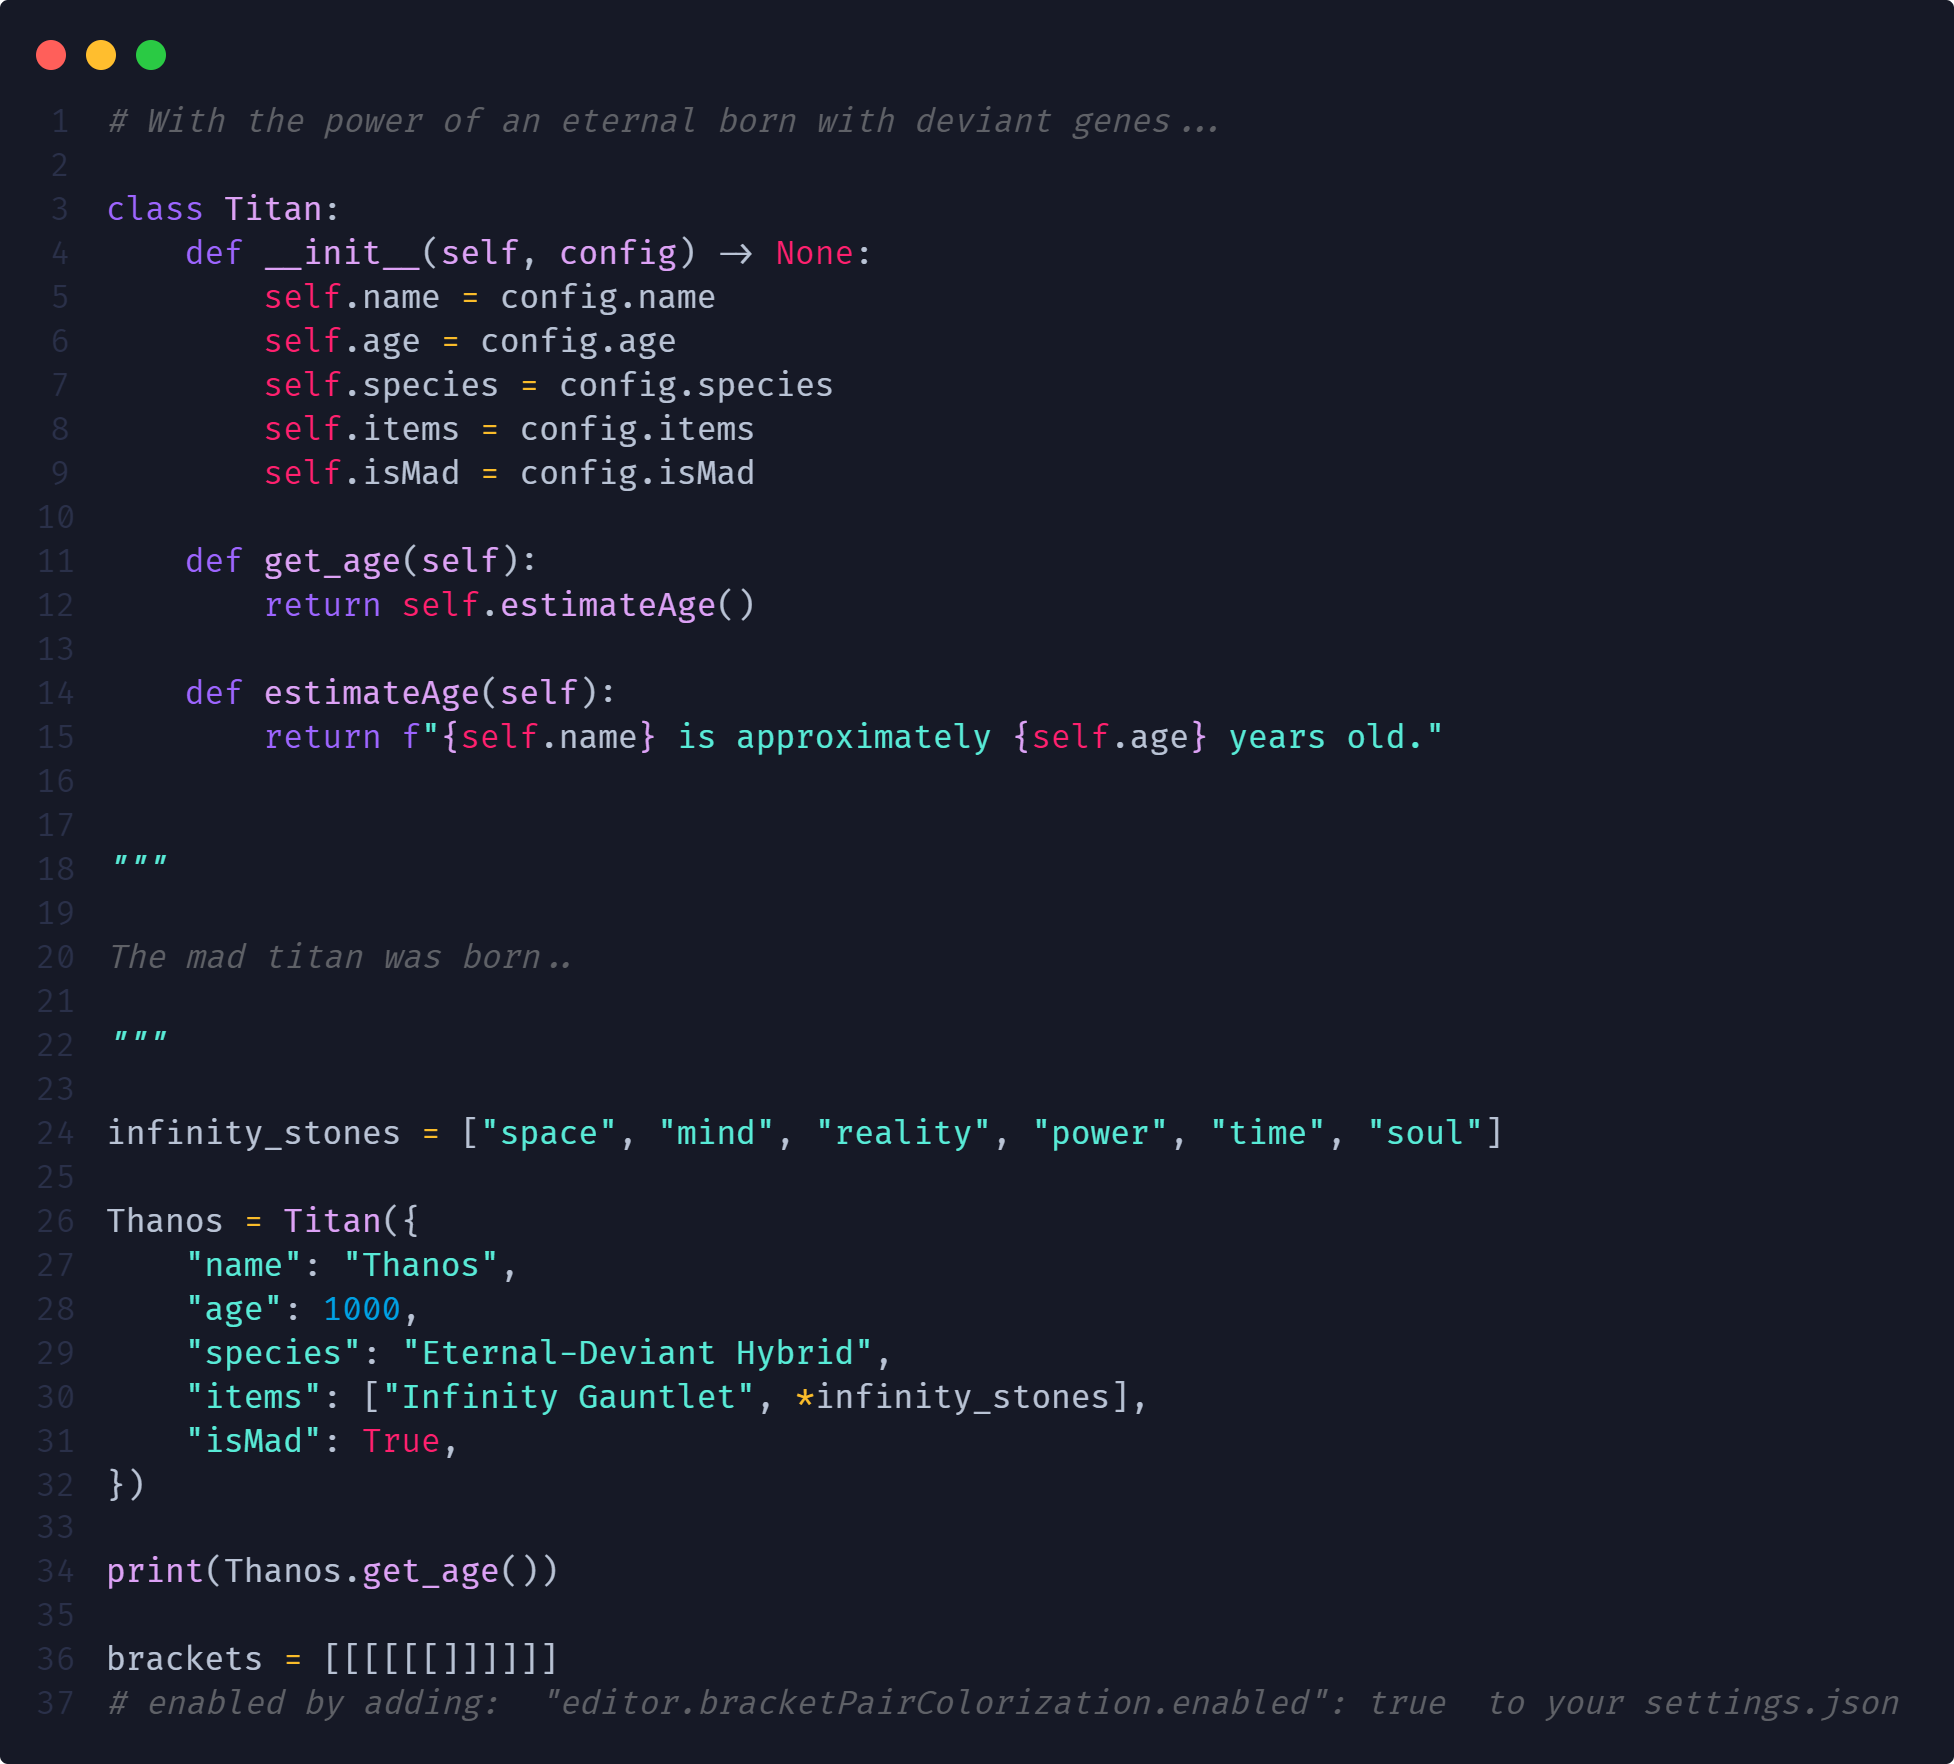 1 # With the power of an eternal born with deviant genes...
2
3 class Titan:
4     def __init__(self, config) -> None:
5         self.name = config.name
6         self.age = config.age
7         self.species = config.species
8         self.items = config.items
9         self.isMad = config.isMad
10
11     def get_age(self):
12         return self.estimateAge()
13
14     def estimateAge(self):
15         return f"{self.name} is approximately {self.age} years old."
16
17
18 """
19
20 The mad titan was born..
21
22 """
23
24 infinity_stones = ["space", "mind", "reality", "power", "time", "soul"]
25
26 Thanos = Titan({
27     "name": "Thanos",
28     "age": 1000,
29     "species": "Eternal-Deviant Hybrid",
30     "items": ["Infinity Gauntlet", *infinity_stones],
31     "isMad": True,
32 })
33
34 print(Thanos.get_age())
35
36 brackets = [[[[[[]]]]]]
37 # enabled by adding:  "editor.bracketPairColorization.enabled": true  to your settings.json